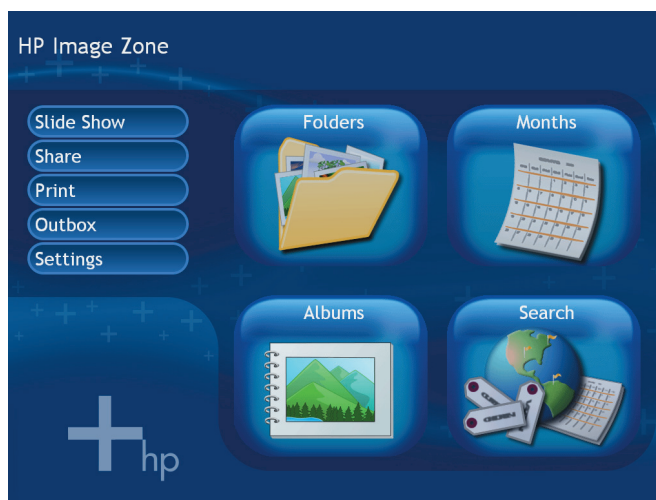 HP Image Zone
Slide Show
Share
Print
Outbox
Settings
Folders
Months
Albums
Search
hp